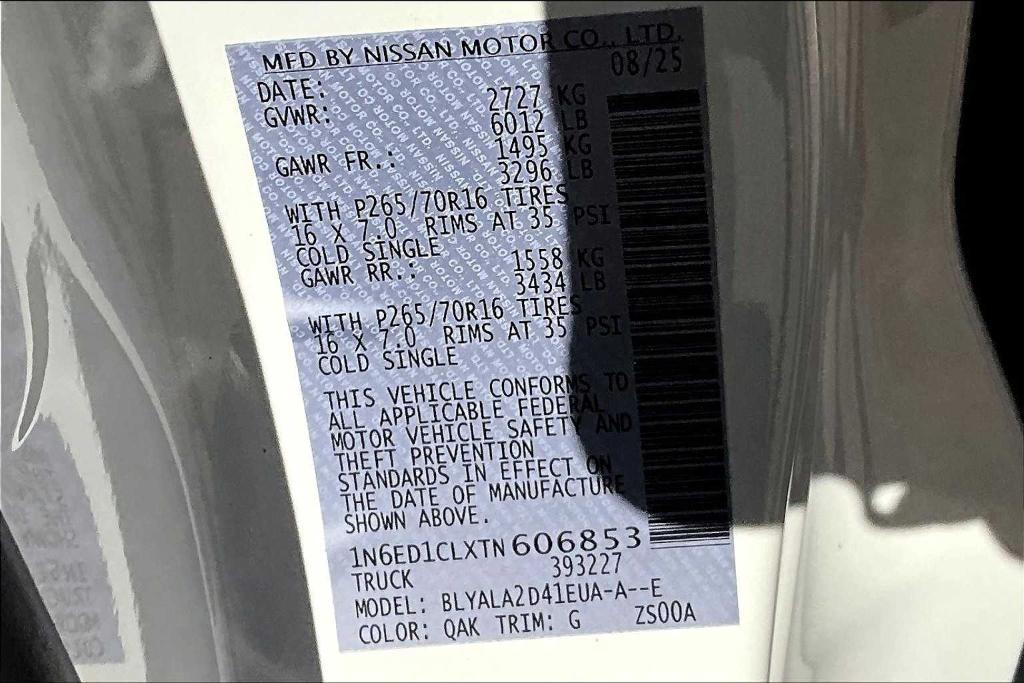 MFD BY NISSAN MOTOR CO., LTD.
DATE: 08/25
GVWR: 2727 KG
6012 LB
GAWR FR.: 1495 KG
3296 LB
WITH P265/70R16 TIRES
16 X 7.0 RIMS AT 35 PSI
COLD SINGLE
GAWR RR.: 1558 KG
3434 LB
WITH P265/70R16 TIRES
16 X 7.0 RIMS AT 35 PSI
COLD SINGLE
THIS VEHICLE CONFORMS TO
ALL APPLICABLE FEDERAL
MOTOR VEHICLE SAFETY AND
THEFT PREVENTION
STANDARDS IN EFFECT ON
THE DATE OF MANUFACTURE
SHOWN ABOVE.
1N6ED1CLXTN606853
TRUCK 393227
MODEL: BLYALA2D41EUA-A--E
COLOR: QAK TRIM: G ZS00A